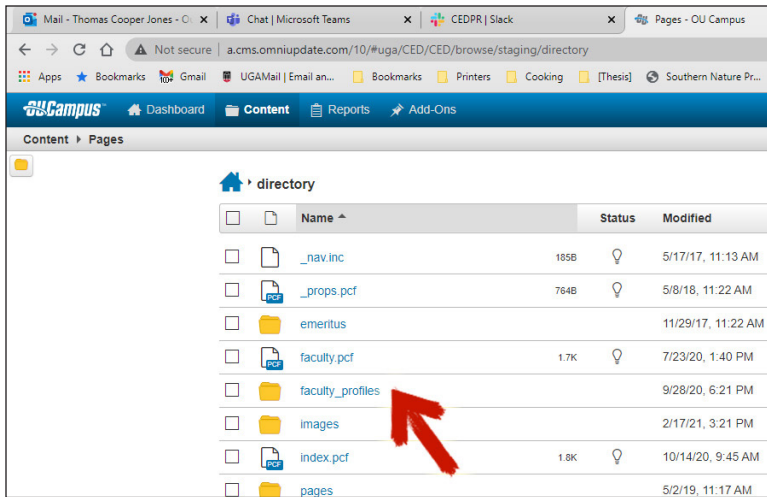 Mail - Thomas Cooper Jones - O
Chat | Microsoft Teams
CEDPR | Slack
Pages - OU Campus
Not secure | a.cms.omniupdate.com/10/#uga/CED/CED/browse/staging/directory
Apps Bookmarks Gmail UGAMail | Email an... Bookmarks Printers Cooking [Thesis] Southern Nature Pr...
OUCampus Dashboard Content Reports Add-Ons
Content Pages
directory
Name Status Modified
_nav.inc 185B 5/17/17, 11:13 AM
PCF _props.pcf 764B 5/8/18, 11:22 AM
emeritus 11/29/17, 11:22 AM
PCF faculty.pcf 1.7K 7/23/20, 1:40 PM
faculty_profiles 9/28/20, 6:21 PM
images 2/17/21, 3:21 PM
PCF index.pcf 1.8K 10/14/20, 9:45 AM
pages 5/2/19, 11:17 AM